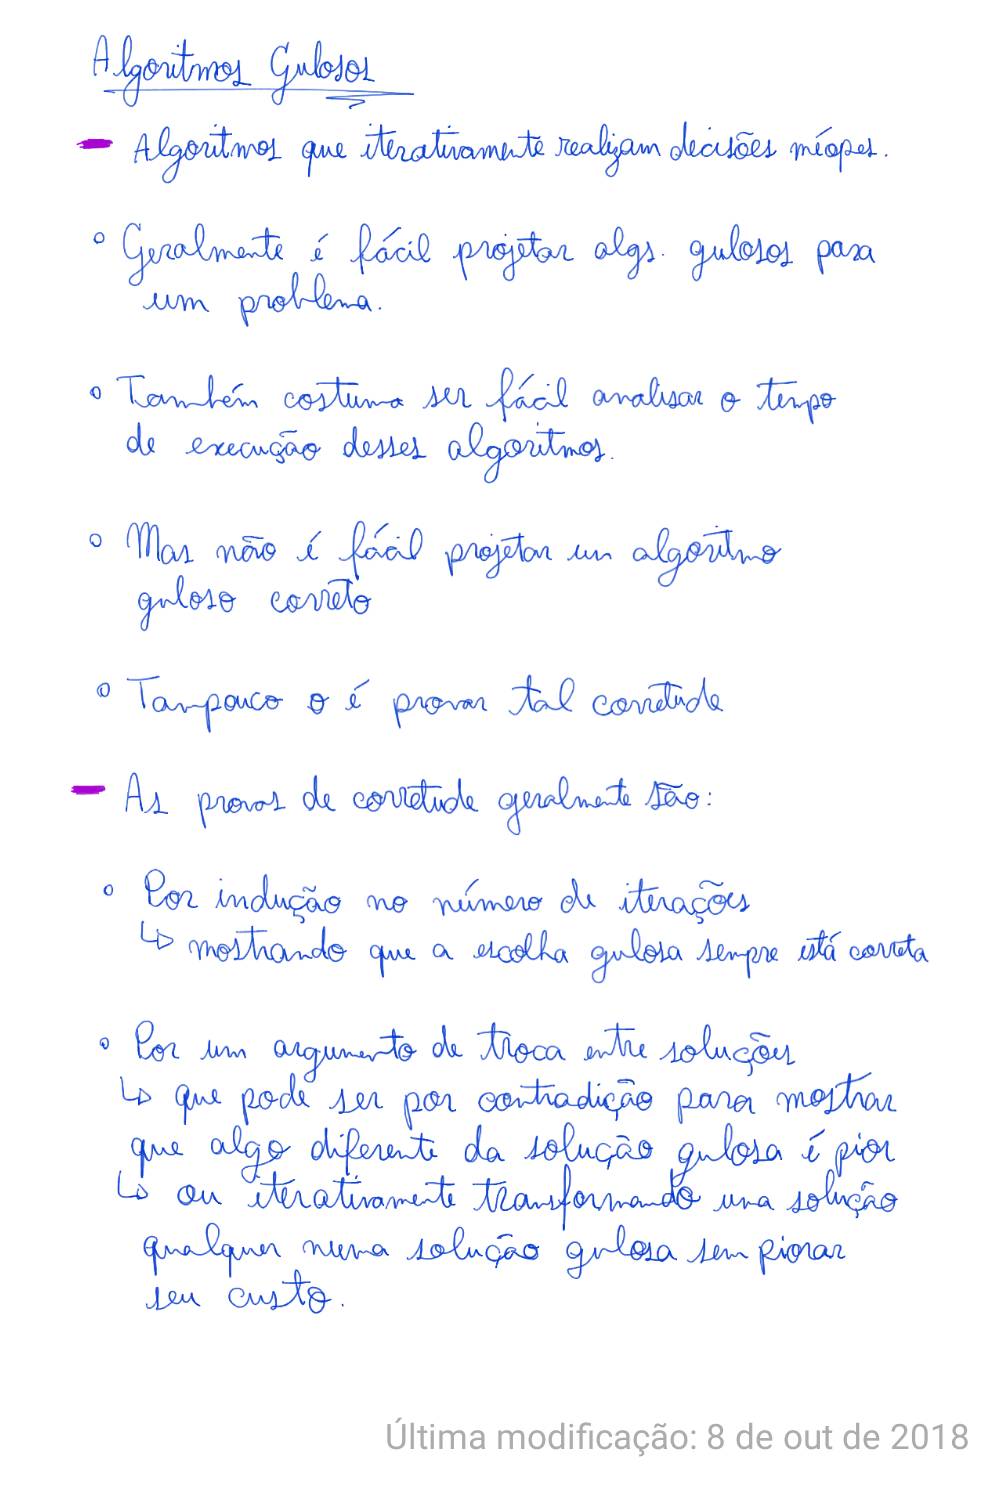 Algoritmos Gulosos
- Algoritmos que iterativamente realizam decisões míopes.
o Geralmente é fácil projetar algs. gulosos para
um problema.
o Também costuma ser fácil analisar o tempo
de execução desses algoritmos.
o Mas não é fácil projetar um algoritmo
guloso correto
o Tampouco o é provar tal corretude
- As provas de corretude geralmente são:
o Por indução no número de iterações
↳ mostrando que a escolha gulosa sempre está correta
o Por um argumento de troca entre soluções
↳ que pode ser por contradição para mostrar
que algo diferente da solução gulosa é pior
↳ ou iterativamente transformando uma solução
qualquer numa solução gulosa sem piorar
seu custo.
Última modificação: 8 de out de 2018